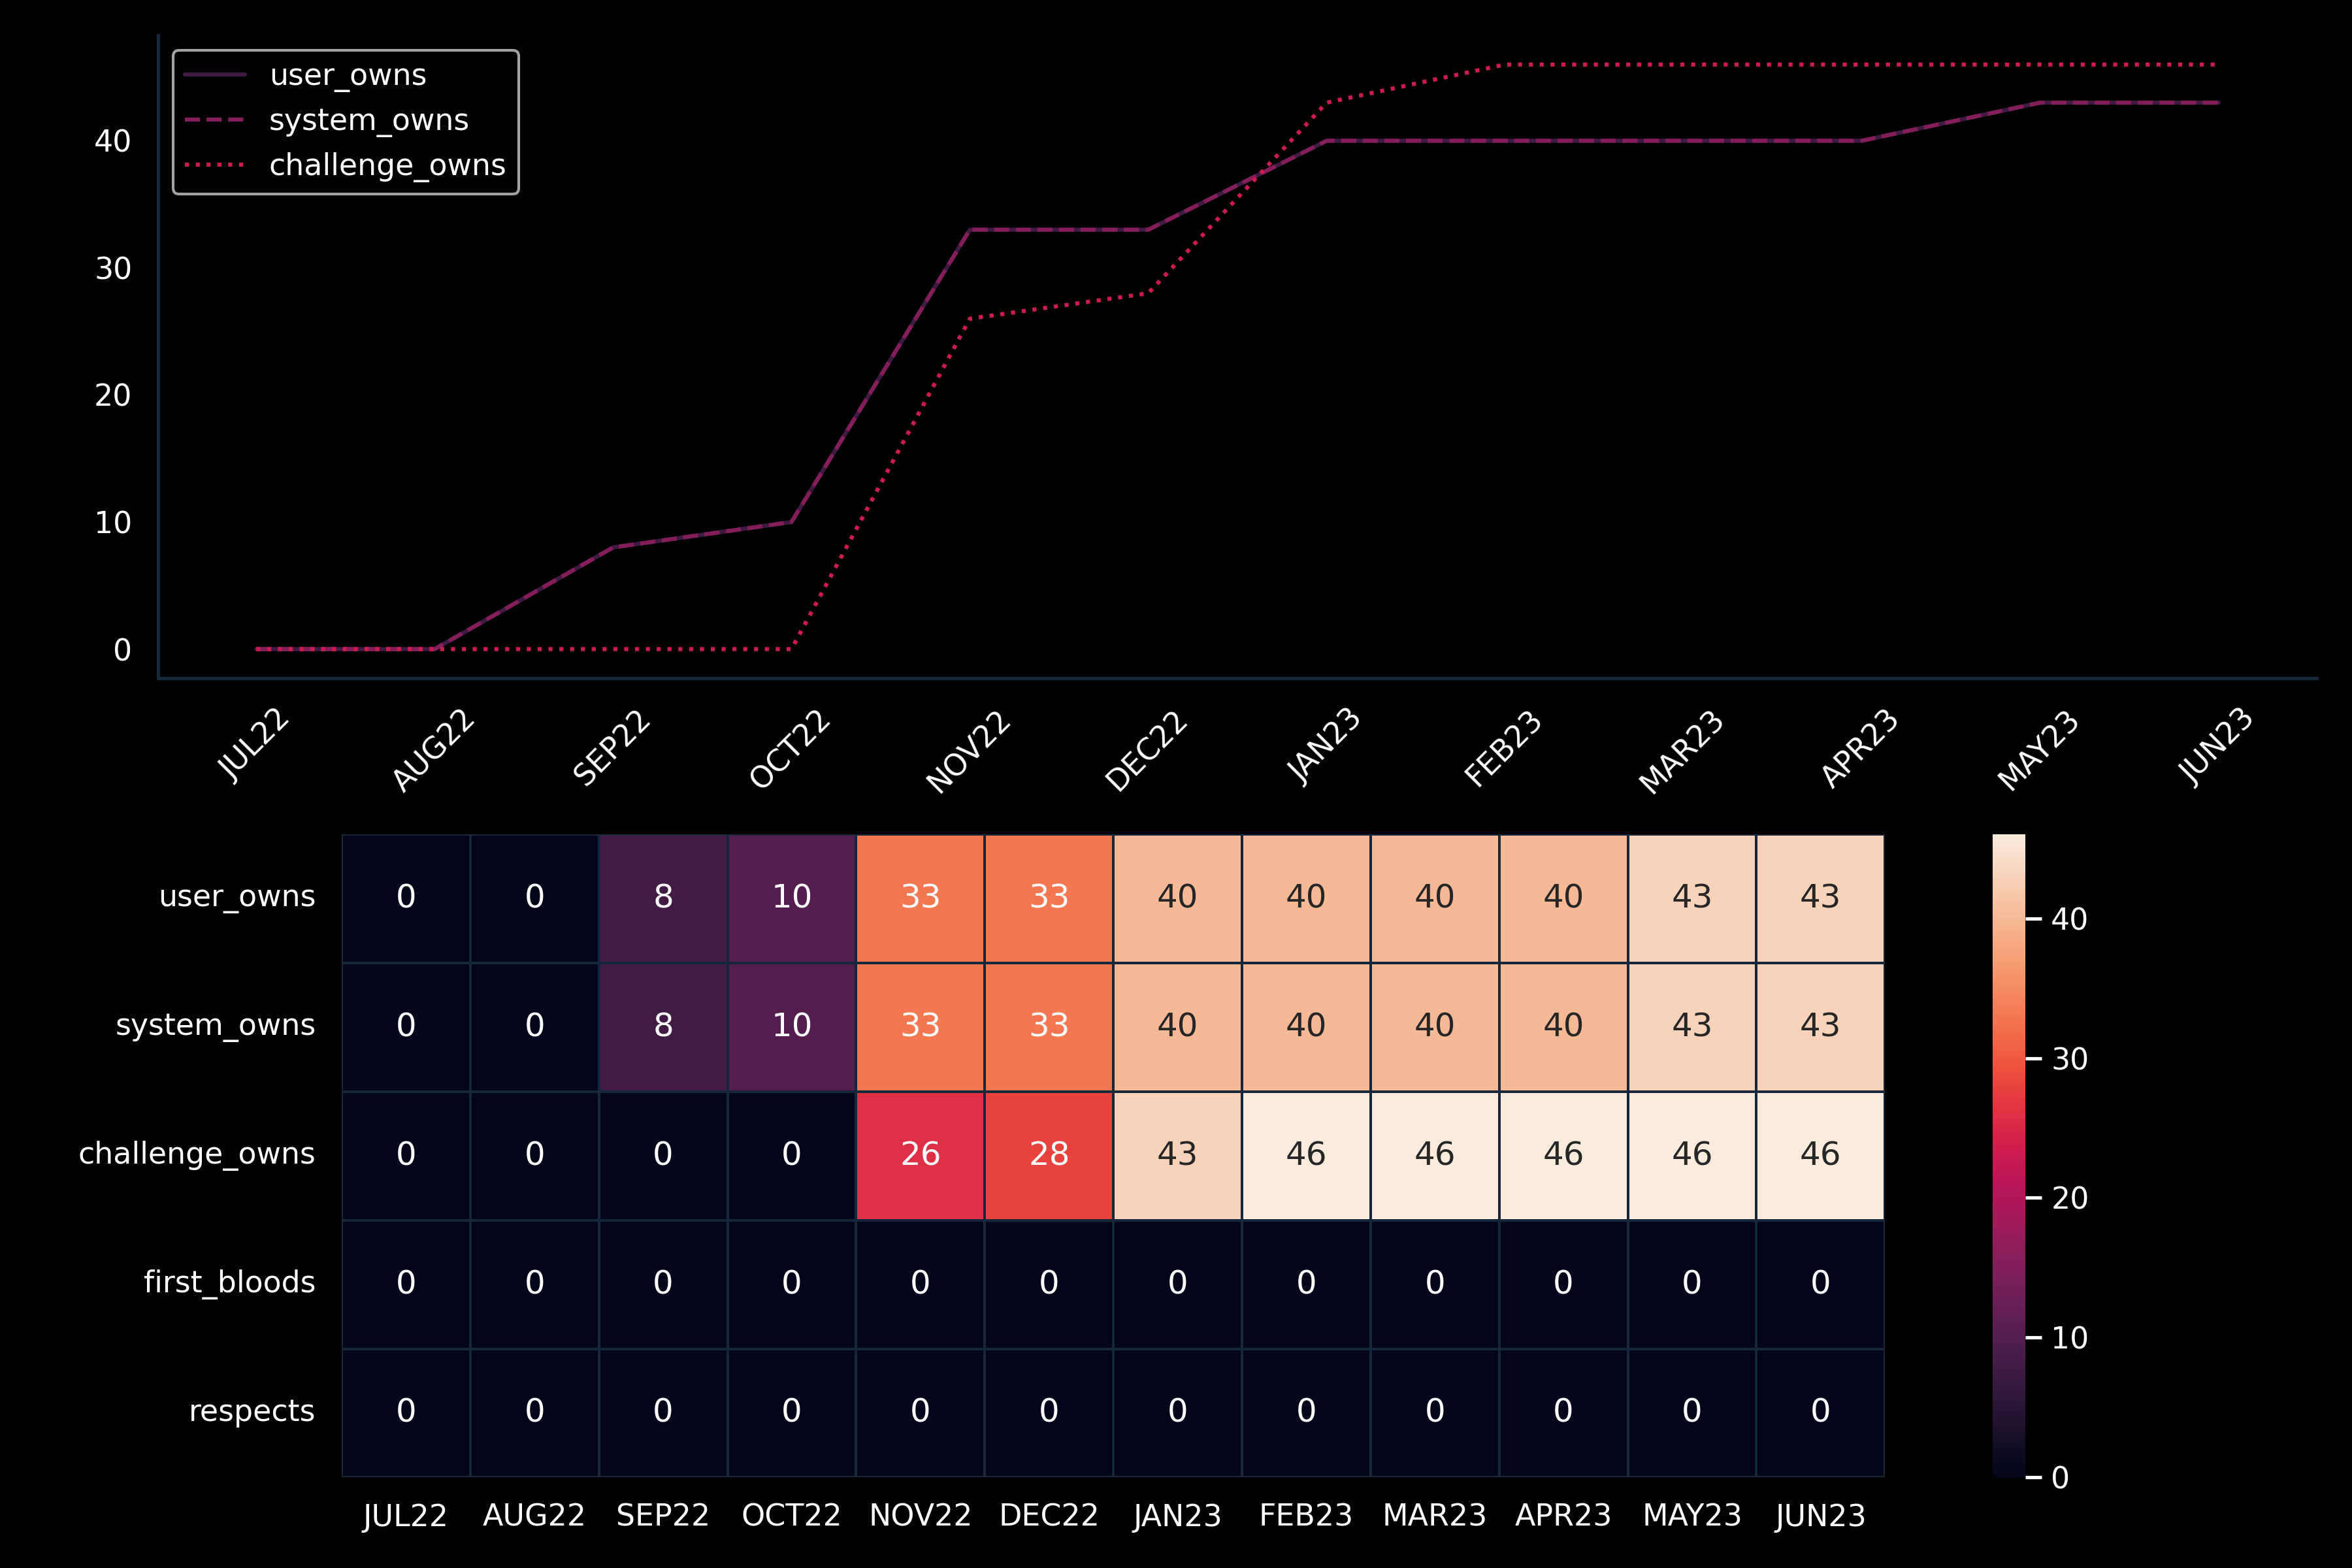 user_owns
system_owns
challenge_owns
40
30
20
10
0
JUL22 AUG22 SEP22 OCT22 NOV22 DEC22 JAN23 FEB23 MAR23 APR23 MAY23 JUN23
user_owns 0 0 8 10 33 33 40 40 40 40 43 43
system_owns 0 0 8 10 33 33 40 40 40 40 43 43
challenge_owns 0 0 0 0 26 28 43 46 46 46 46 46
first_bloods 0 0 0 0 0 0 0 0 0 0 0 0
respects 0 0 0 0 0 0 0 0 0 0 0 0
JUL22 AUG22 SEP22 OCT22 NOV22 DEC22 JAN23 FEB23 MAR23 APR23 MAY23 JUN23
40
30
20
10
0